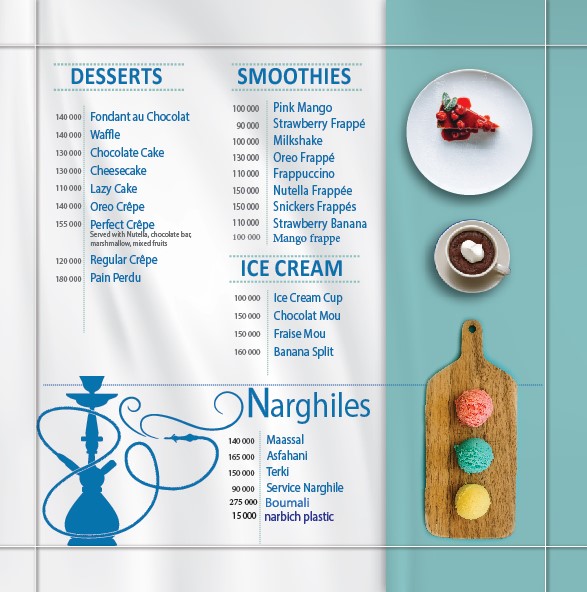 DESSERTS
140 000 Fondant au Chocolat
140 000 Waffle
130 000 Chocolate Cake
130 000 Cheesecake
110 000 Lazy Cake
140 000 Oreo Crêpe
155 000 Perfect Crêpe
Served with Nutella, chocolate bar,
marshmallow, mixed fruits
120 000 Regular Crêpe
180 000 Pain Perdu
SMOOTHIES
100 000 Pink Mango
90 000 Strawberry Frappé
100 000 Milkshake
130 000 Oreo Frappé
110 000 Frappuccino
150 000 Nutella Frappée
150 000 Snickers Frappés
110 000 Strawberry Banana
100 000 Mango frappe
ICE CREAM
100 000 Ice Cream Cup
150 000 Chocolat Mou
150 000 Fraise Mou
160 000 Banana Split
Narghiles
140 000 Maassal
165 000 Asfahani
150 000 Terki
90 000 Service Narghile
275 000 Boumali
15 000 narbich plastic